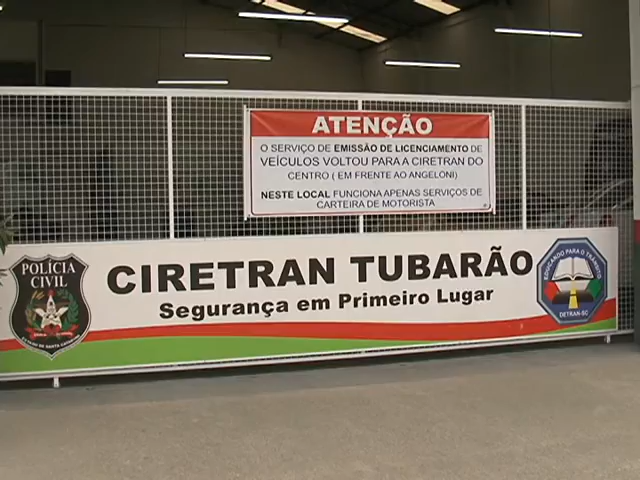 ATENÇÃO
O SERVIÇO DE EMISSÃO DE LICENCIAMENTO DE
VEÍCULOS VOLTOU PARA A CIRETRAN DO
CENTRO ( EM FRENTE AO ANGELONI)
NESTE LOCAL FUNCIONA APENAS SERVIÇOS DE
CARTEIRA DE MOTORISTA
POLÍCIA
CIVIL
CIRETRAN TUBARÃO
Segurança em Primeiro Lugar
EDUCANDO PARA O TRÂNSITO
DETRAN-SC